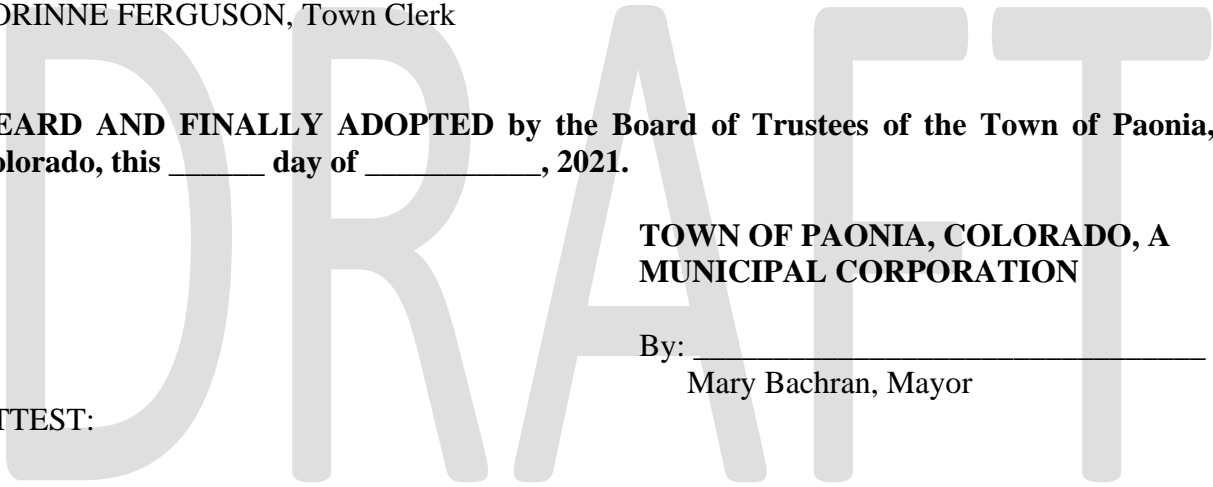 ORINNE FERGUSON, Town Clerk
EARD AND FINALLY ADOPTED by the Board of Trustees of the Town of Paonia,
olorado, this ______ day of ___________, 2021.
TOWN OF PAONIA, COLORADO, A
MUNICIPAL CORPORATION
By: ________________________________
Mary Bachran, Mayor
TTEST:
DRAFT